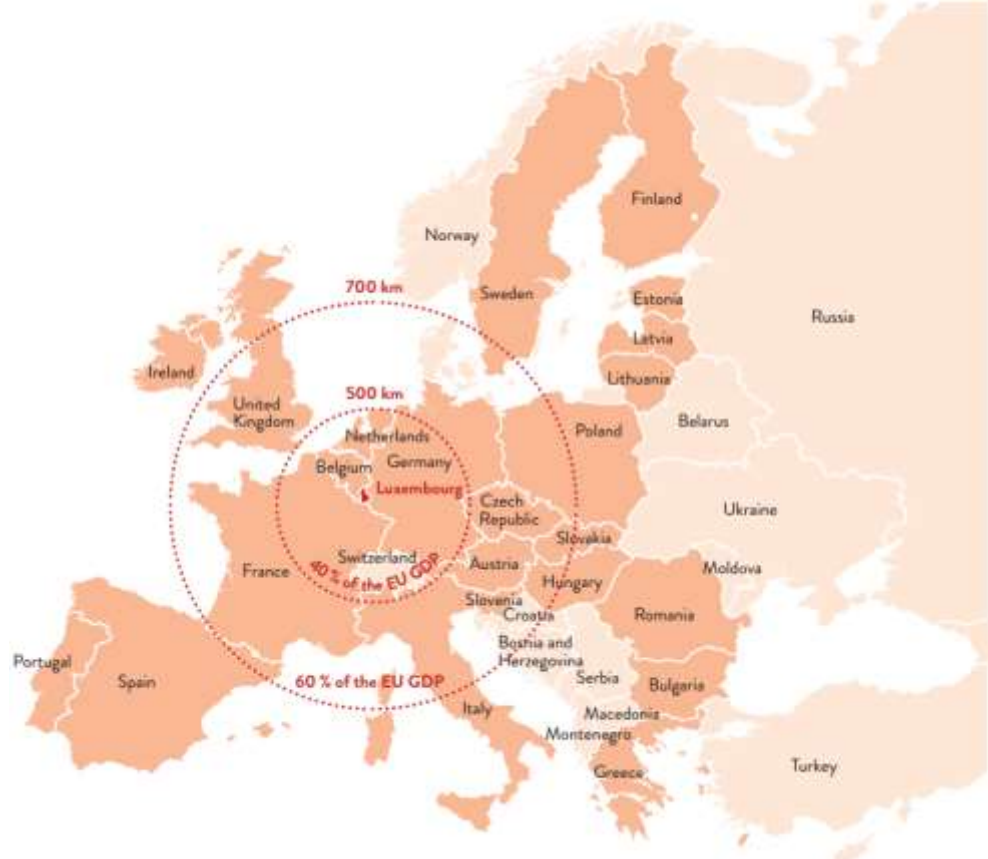 Finland
Norway
700 km
Sweden
Estonia
Russia
Latvia
Ireland
Lithuania
500 km
United
Kingdom
Belarus
Netherlands
Poland
Belgium
Germany
Luxembourg
Czech
Republic
Ukraine
Slovakia
Switzerland
Austria
Moldova
France
40 % of the EU GDP
Hungary
Slovenia
Croatia
Romania
Bosnia and
Herzegovina
Portugal
Spain
60 % of the EU GDP
Serbia
Bulgaria
Italy
Macedonia
Montenegro
Greece
Turkey